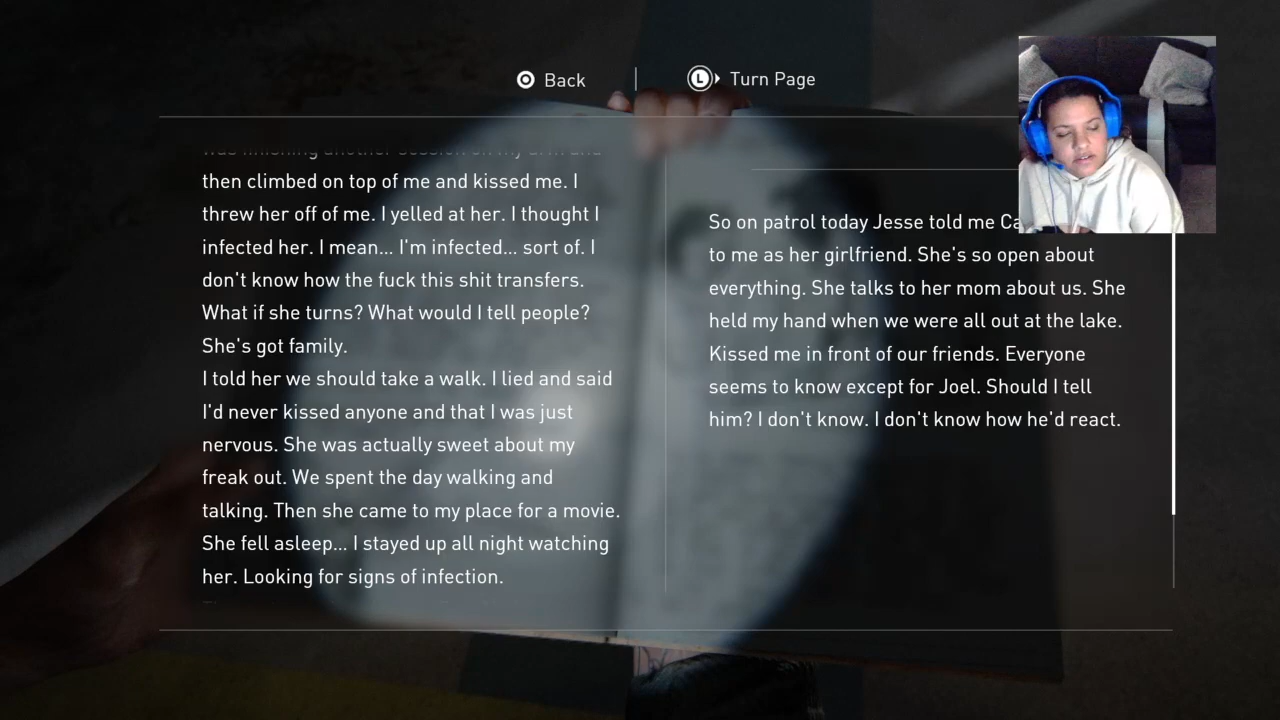 Back
L
Turn Page
was finishing another session on my arm and
then climbed on top of me and kissed me. I
threw her off of me. I yelled at her. I thought I
infected her. I mean... I'm infected... sort of. I
don't know how the fuck this shit transfers.
What if she turns? What would I tell people?
She's got family.
I told her we should take a walk. I lied and said
I'd never kissed anyone and that I was just
nervous. She was actually sweet about my
freak out. We spent the day walking and
talking. Then she came to my place for a movie.
She fell asleep... I stayed up all night watching
her. Looking for signs of infection.
So on patrol today Jesse told me Ca
to me as her girlfriend. She's so open about
everything. She talks to her mom about us. She
held my hand when we were all out at the lake.
Kissed me in front of our friends. Everyone
seems to know except for Joel. Should I tell
him? I don't know. I don't know how he'd react.